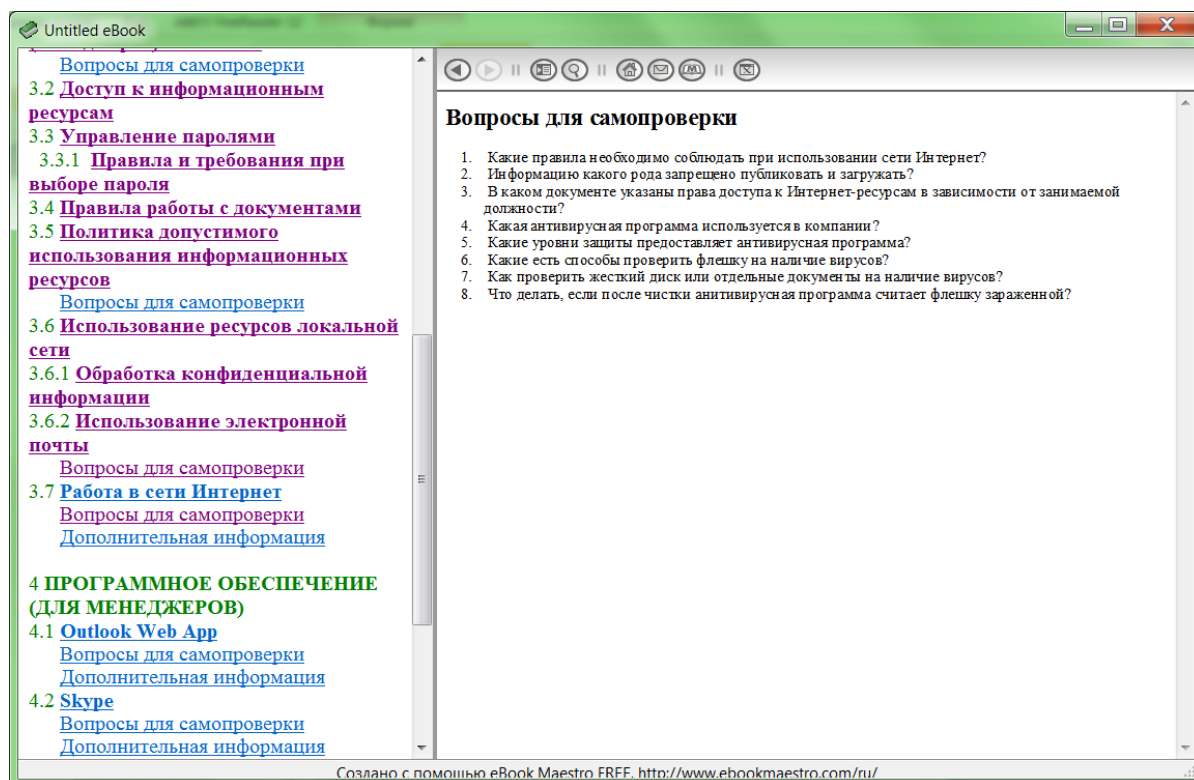 Untitled eBook
Вопросы для самопроверки
3.2 Доступ к информационным
ресурсам
3.3 Управление паролями
3.3.1 Правила и требования при
выборе пароля
3.4 Правила работы с документами
3.5 Политика допустимого
использования информационных
ресурсов
Вопросы для самопроверки
3.6 Использование ресурсов локальной
сети
3.6.1 Обработка конфиденциальной
информации
3.6.2 Использование электронной
почты
Вопросы для самопроверки
3.7 Работа в сети Интернет
Вопросы для самопроверки
Дополнительная информация
4 ПРОГРАММНОЕ ОБЕСПЕЧЕНИЕ
(ДЛЯ МЕНЕДЖЕРОВ)
4.1 Outlook Web App
Вопросы для самопроверки
Дополнительная информация
4.2 Skype
Вопросы для самопроверки
Дополнительная информация
Вопросы для самопроверки
1. Какие правила необходимо соблюдать при использовании сети Интернет?
2. Информацию какого рода запрещено публиковать и загружать?
3. В каком документе указаны права доступа к Интернет-ресурсам в зависимости от занимаемой
должности?
4. Какая антивирусная программа используется в компании?
5. Какие уровни защиты предоставляет антивирусная программа?
6. Какие есть способы проверить флешку на наличие вирусов?
7. Как проверить жесткий диск или отдельные документы на наличие вирусов?
8. Что делать, если после чистки анитивирусная программа считает флешку зараженной?
Создано с помощью eBook Maestro FREE. http://www.ebookmaestro.com/ru/